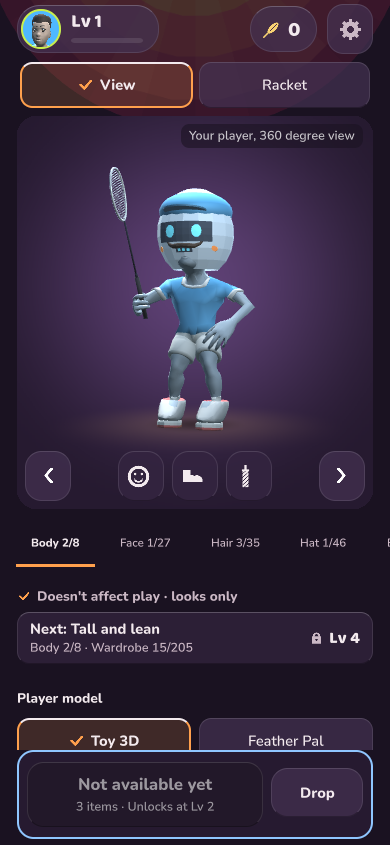 Lv 1
0
View
Racket
Your player, 360 degree view
Body 2/8
Face 1/27
Hair 3/35
Hat 1/46
Doesn't affect play · looks only
Next: Tall and lean
Body 2/8 · Wardrobe 15/205
Lv 4
Player model
Toy 3D
Feather Pal
Not available yet
3 items · Unlocks at Lv 2
Drop